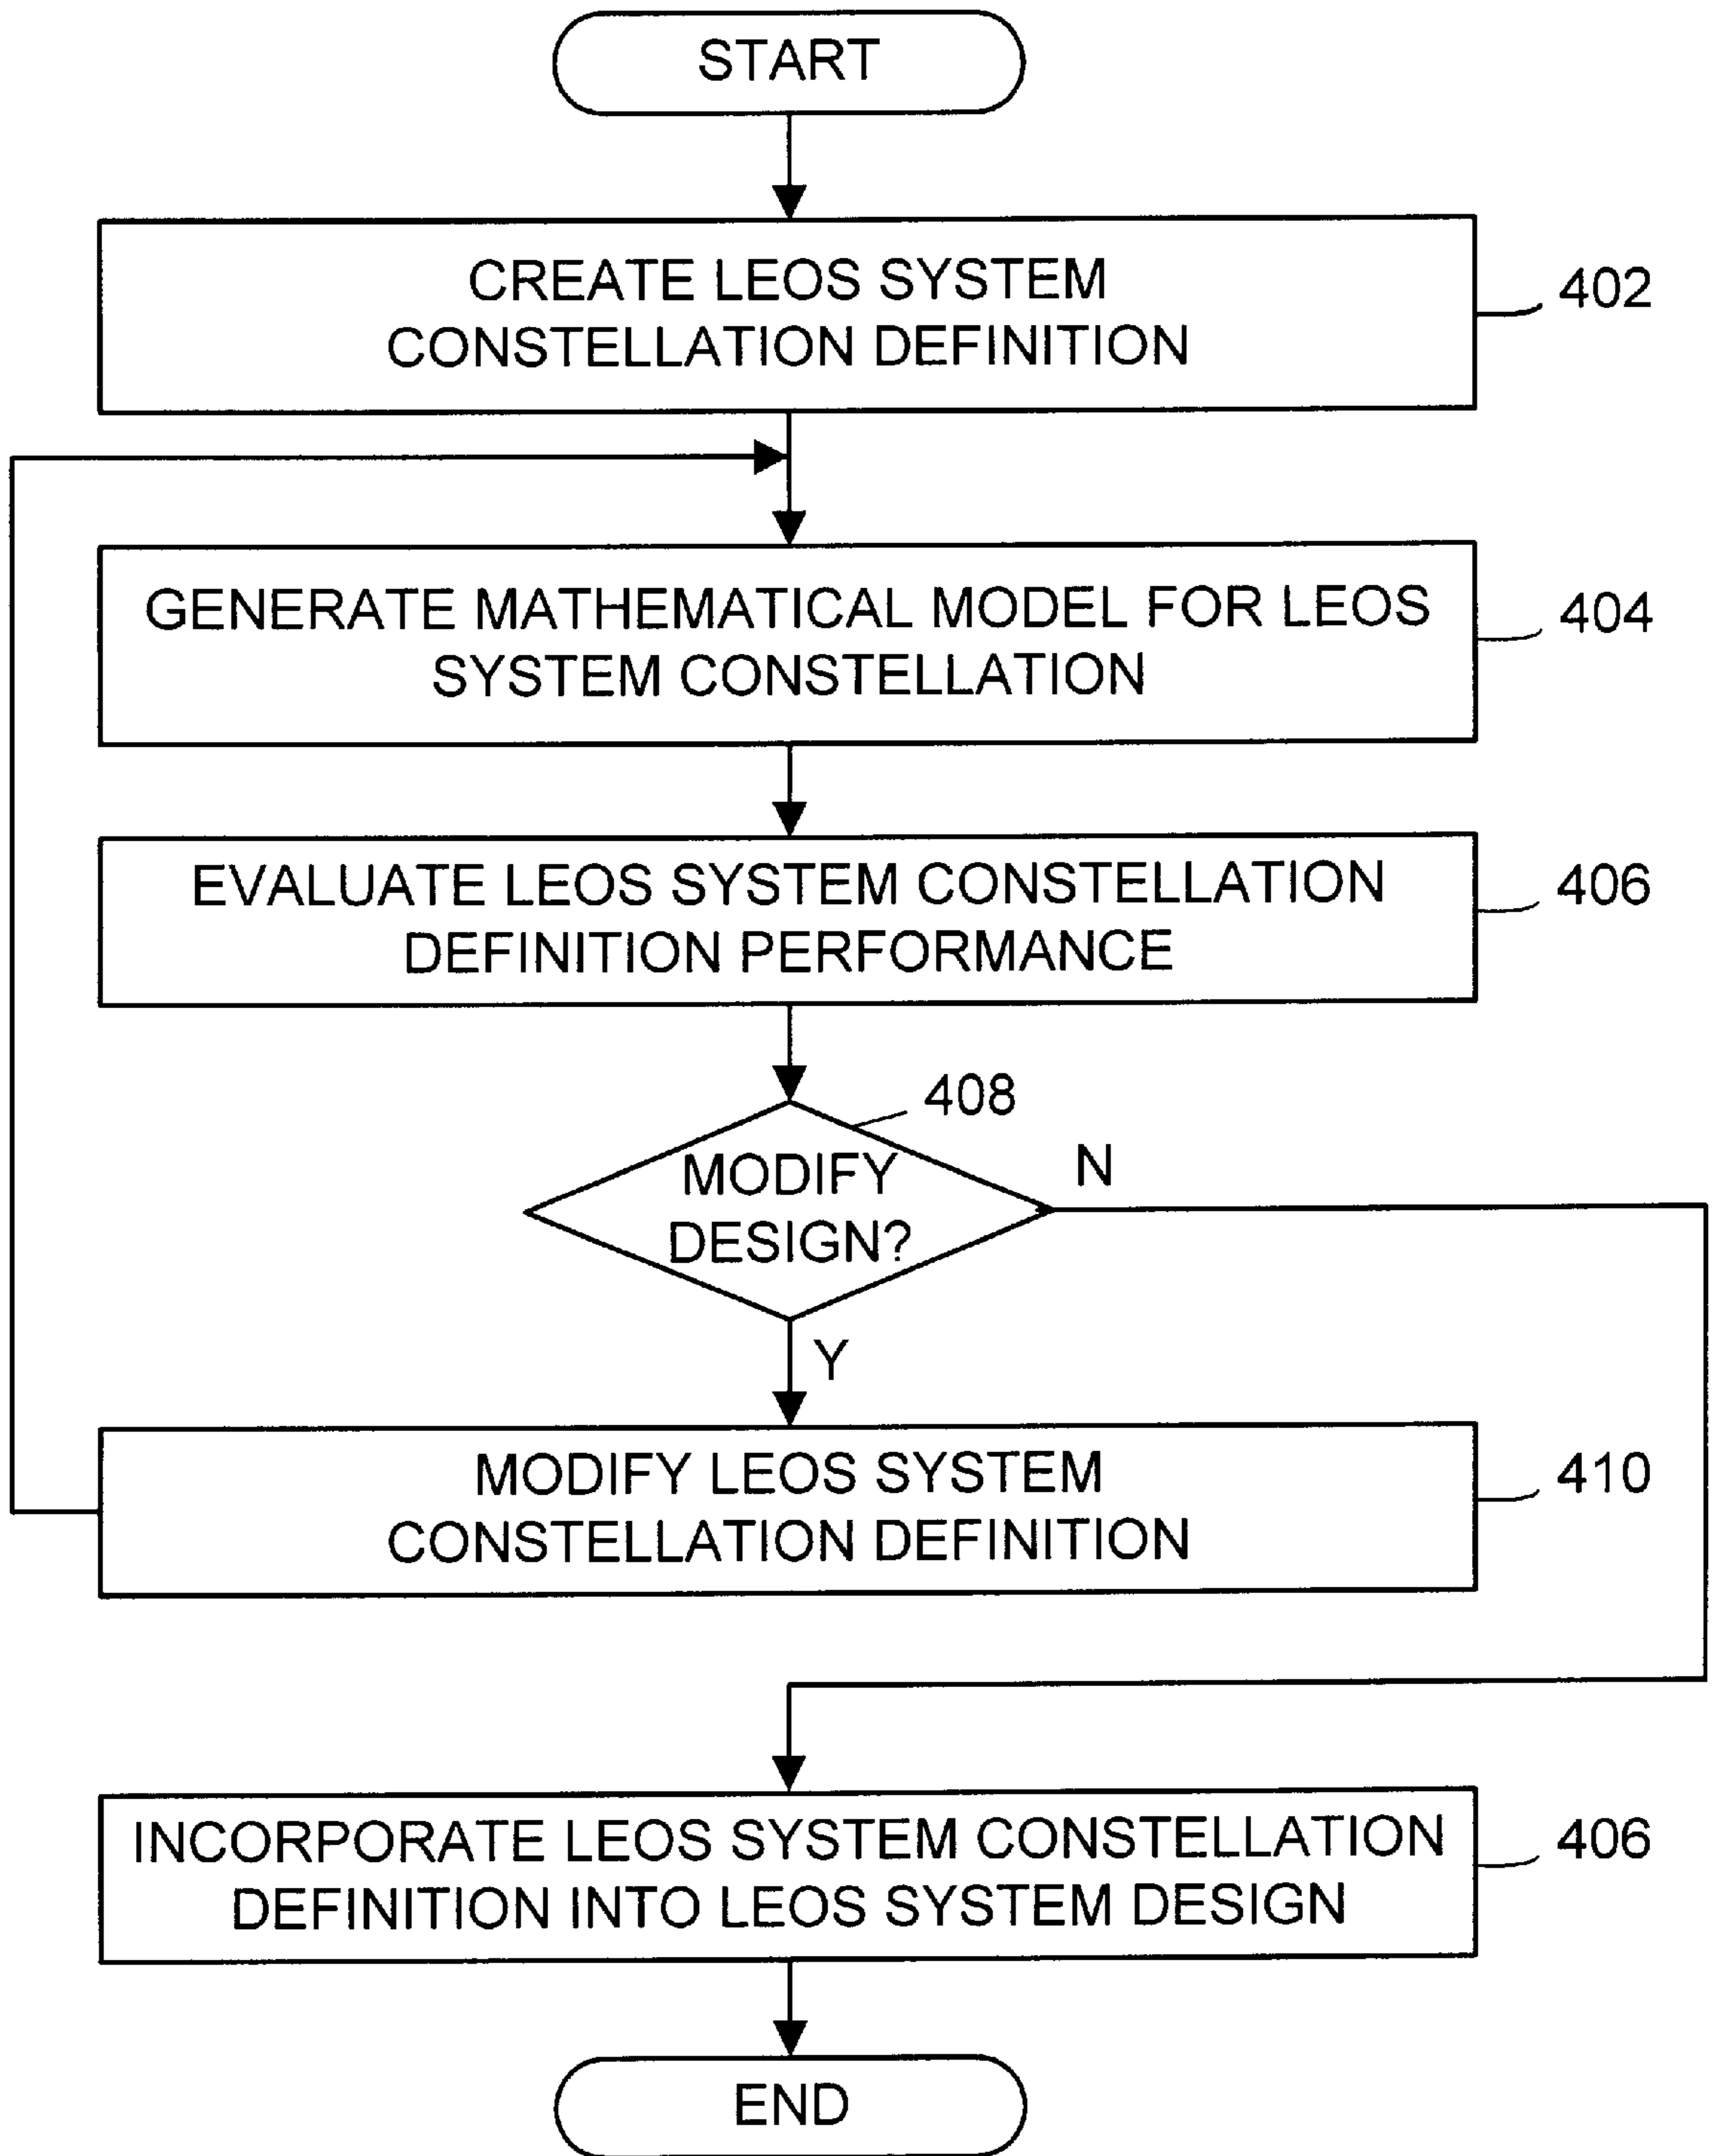 START
CREATE LEOS SYSTEM
CONSTELLATION DEFINITION
402
GENERATE MATHEMATICAL MODEL FOR LEOS
SYSTEM CONSTELLATION
404
EVALUATE LEOS SYSTEM CONSTELLATION
DEFINITION PERFORMANCE
406
408
MODIFY
DESIGN?
N
Y
MODIFY LEOS SYSTEM
CONSTELLATION DEFINITION
410
INCORPORATE LEOS SYSTEM CONSTELLATION
DEFINITION INTO LEOS SYSTEM DESIGN
406
END